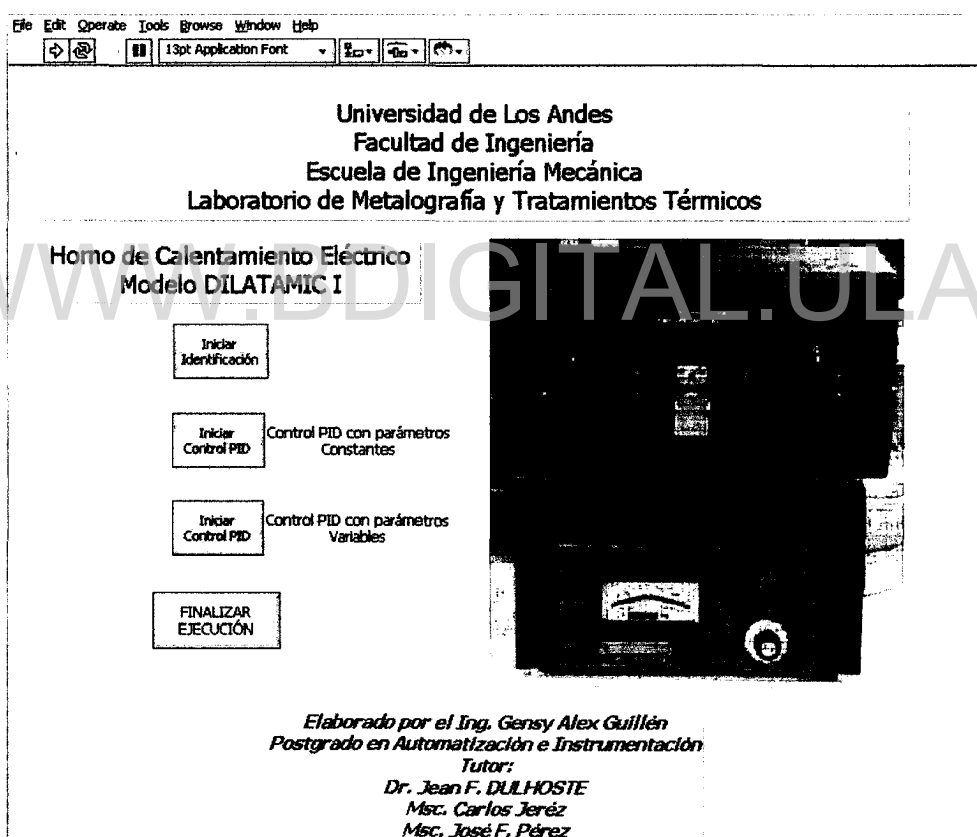 File Edit Operate Tools Browse Window Help
13pt Application Font
Universidad de Los Andes
Facultad de Ingeniería
Escuela de Ingeniería Mecánica
Laboratorio de Metalografía y Tratamientos Térmicos
WWW.BDIGITAL.ULA
Horno de Calentamiento Eléctrico
Modelo DILATAMIC I
Iniciar
Identificación
Iniciar
Control PID
Control PID con parámetros
Constantes
Iniciar
Control PID
Control PID con parámetros
Variables
FINALIZAR
EJECUCIÓN
Elaborado por el Ing. Gensy Alex Guillén
Postgrado en Automatización e Instrumentación
Tutor:
Dr. Jean F. DULHOSTE
Msc. Carlos Jeréz
Msc. José F. Pérez